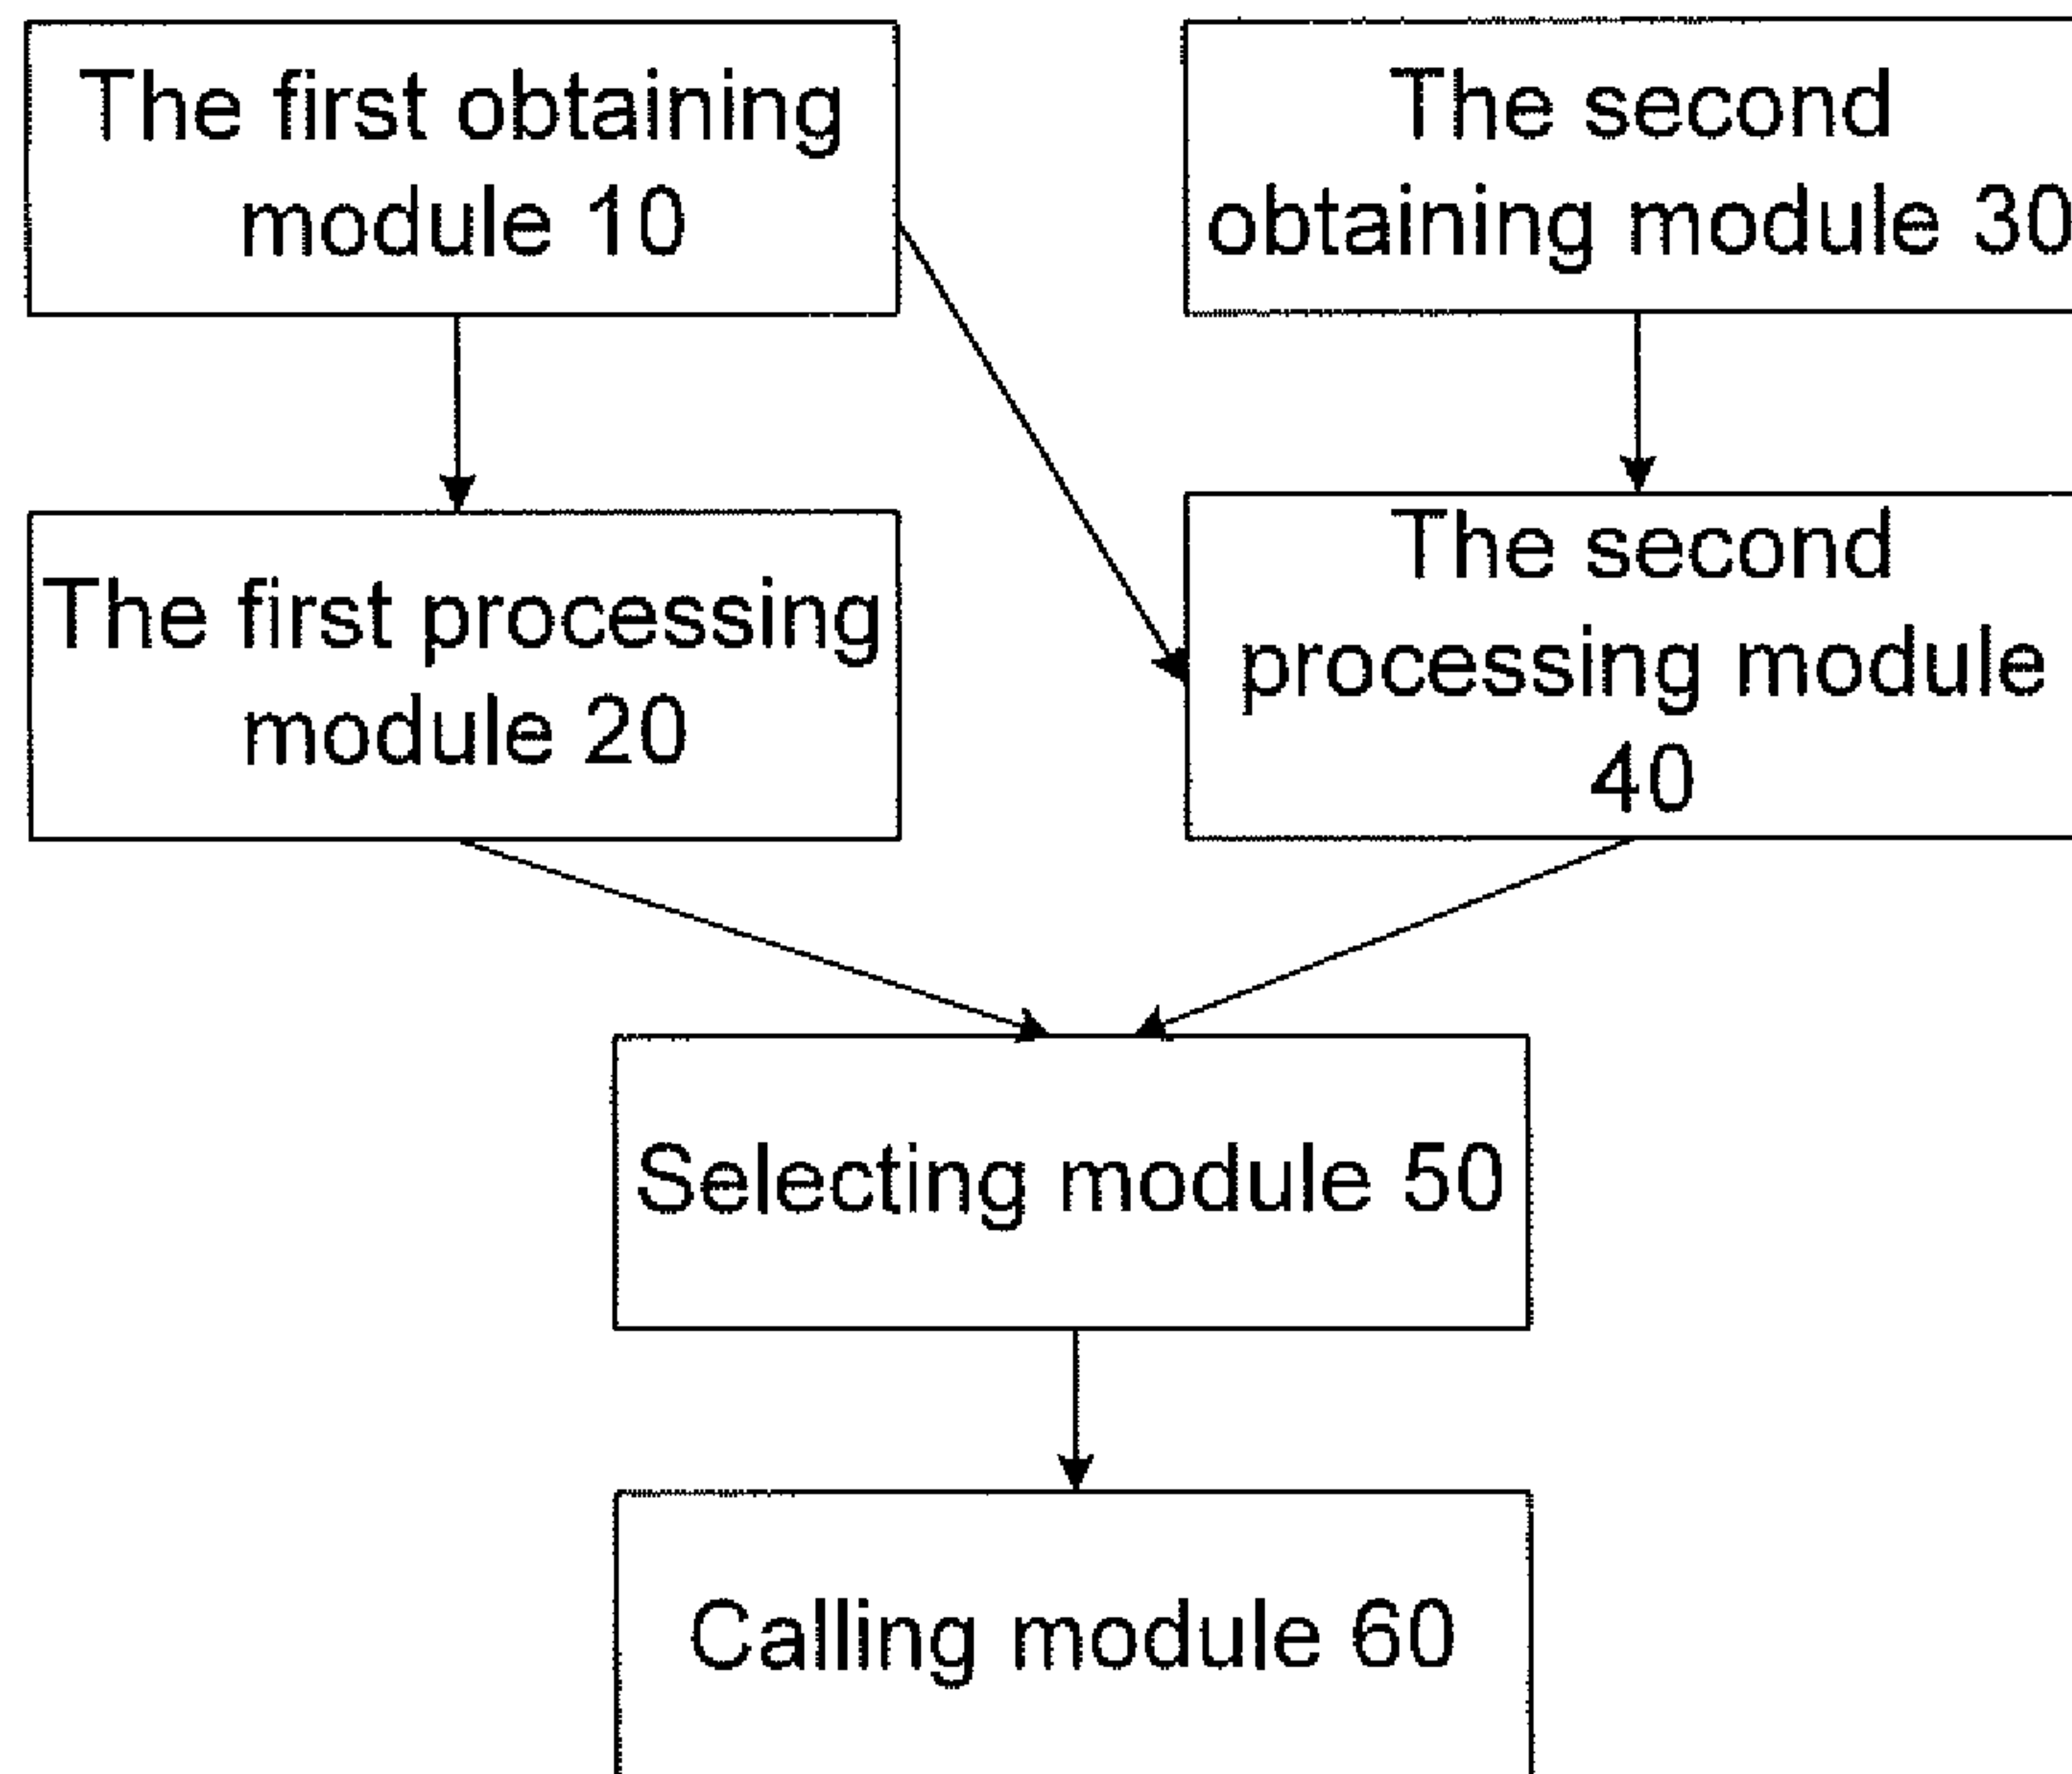 The first obtaining
module 10
The second
obtaining module 30
The first processing
module 20
The second
processing module
40
Selecting module 50
Calling module 60